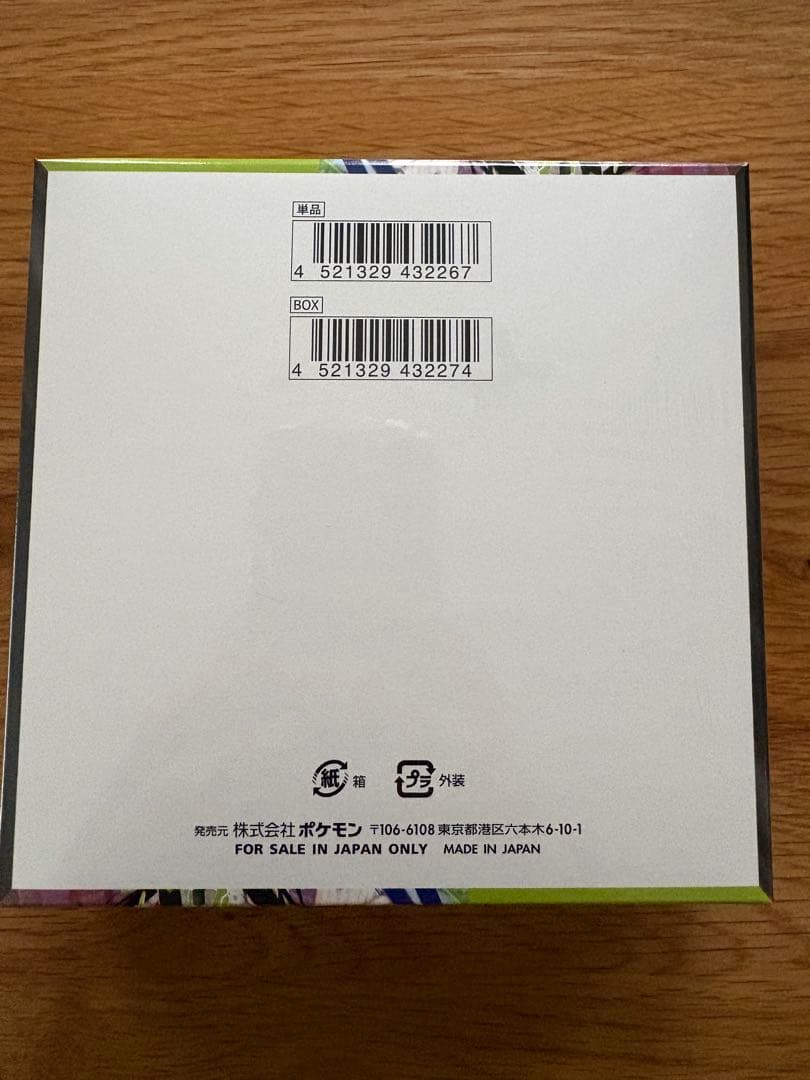 単品
4 521329 432267
BOX
4 521329 432274
紙 箱 プラ 外装
発売元 株式会社ポケモン 〒106-6108 東京都港区六本木6-10-1
FOR SALE IN JAPAN ONLY MADE IN JAPAN